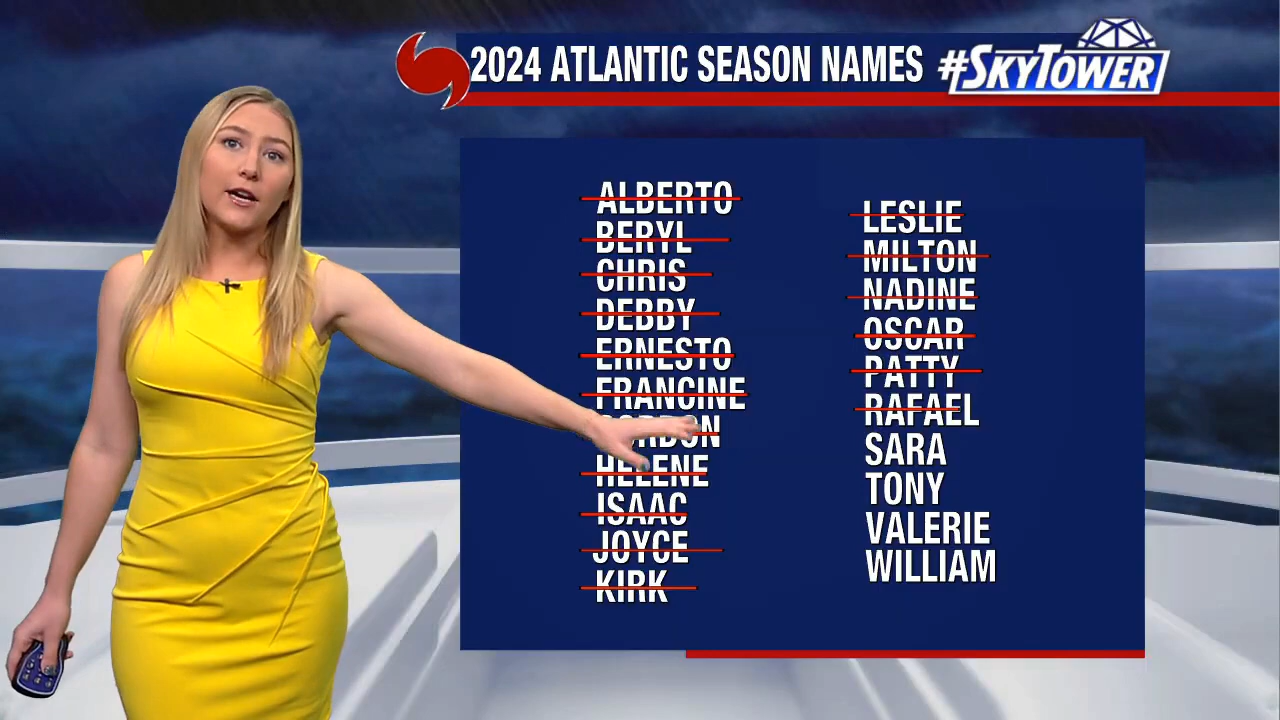 2024 ATLANTIC SEASON NAMES
#SKYTOWER
ALBERTO
BERYL
CHRIS
DEBBY
ERNESTO
FRANCINE
GORDON
HELENE
ISAAC
JOYCE
KIRK
LESLIE
MILTON
NADINE
OSCAR
PATTY
RAFAEL
SARA
TONY
VALERIE
WILLIAM